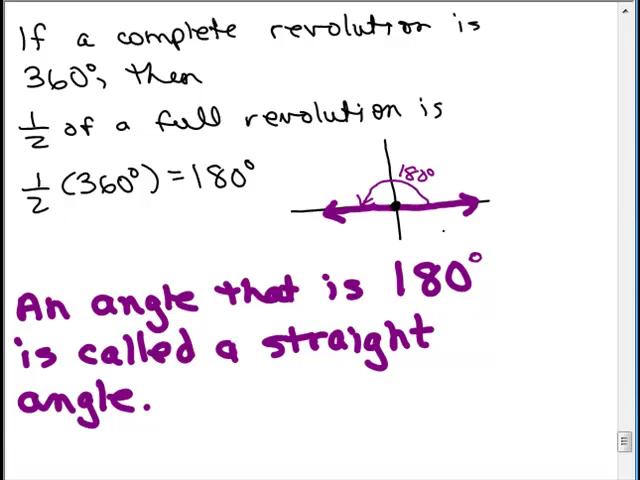 If a complete revolution is
360°, then
1/2 of a full revolution is
1/2 (360°) = 180°
180°
An angle that is 180°
is called a straight
angle.